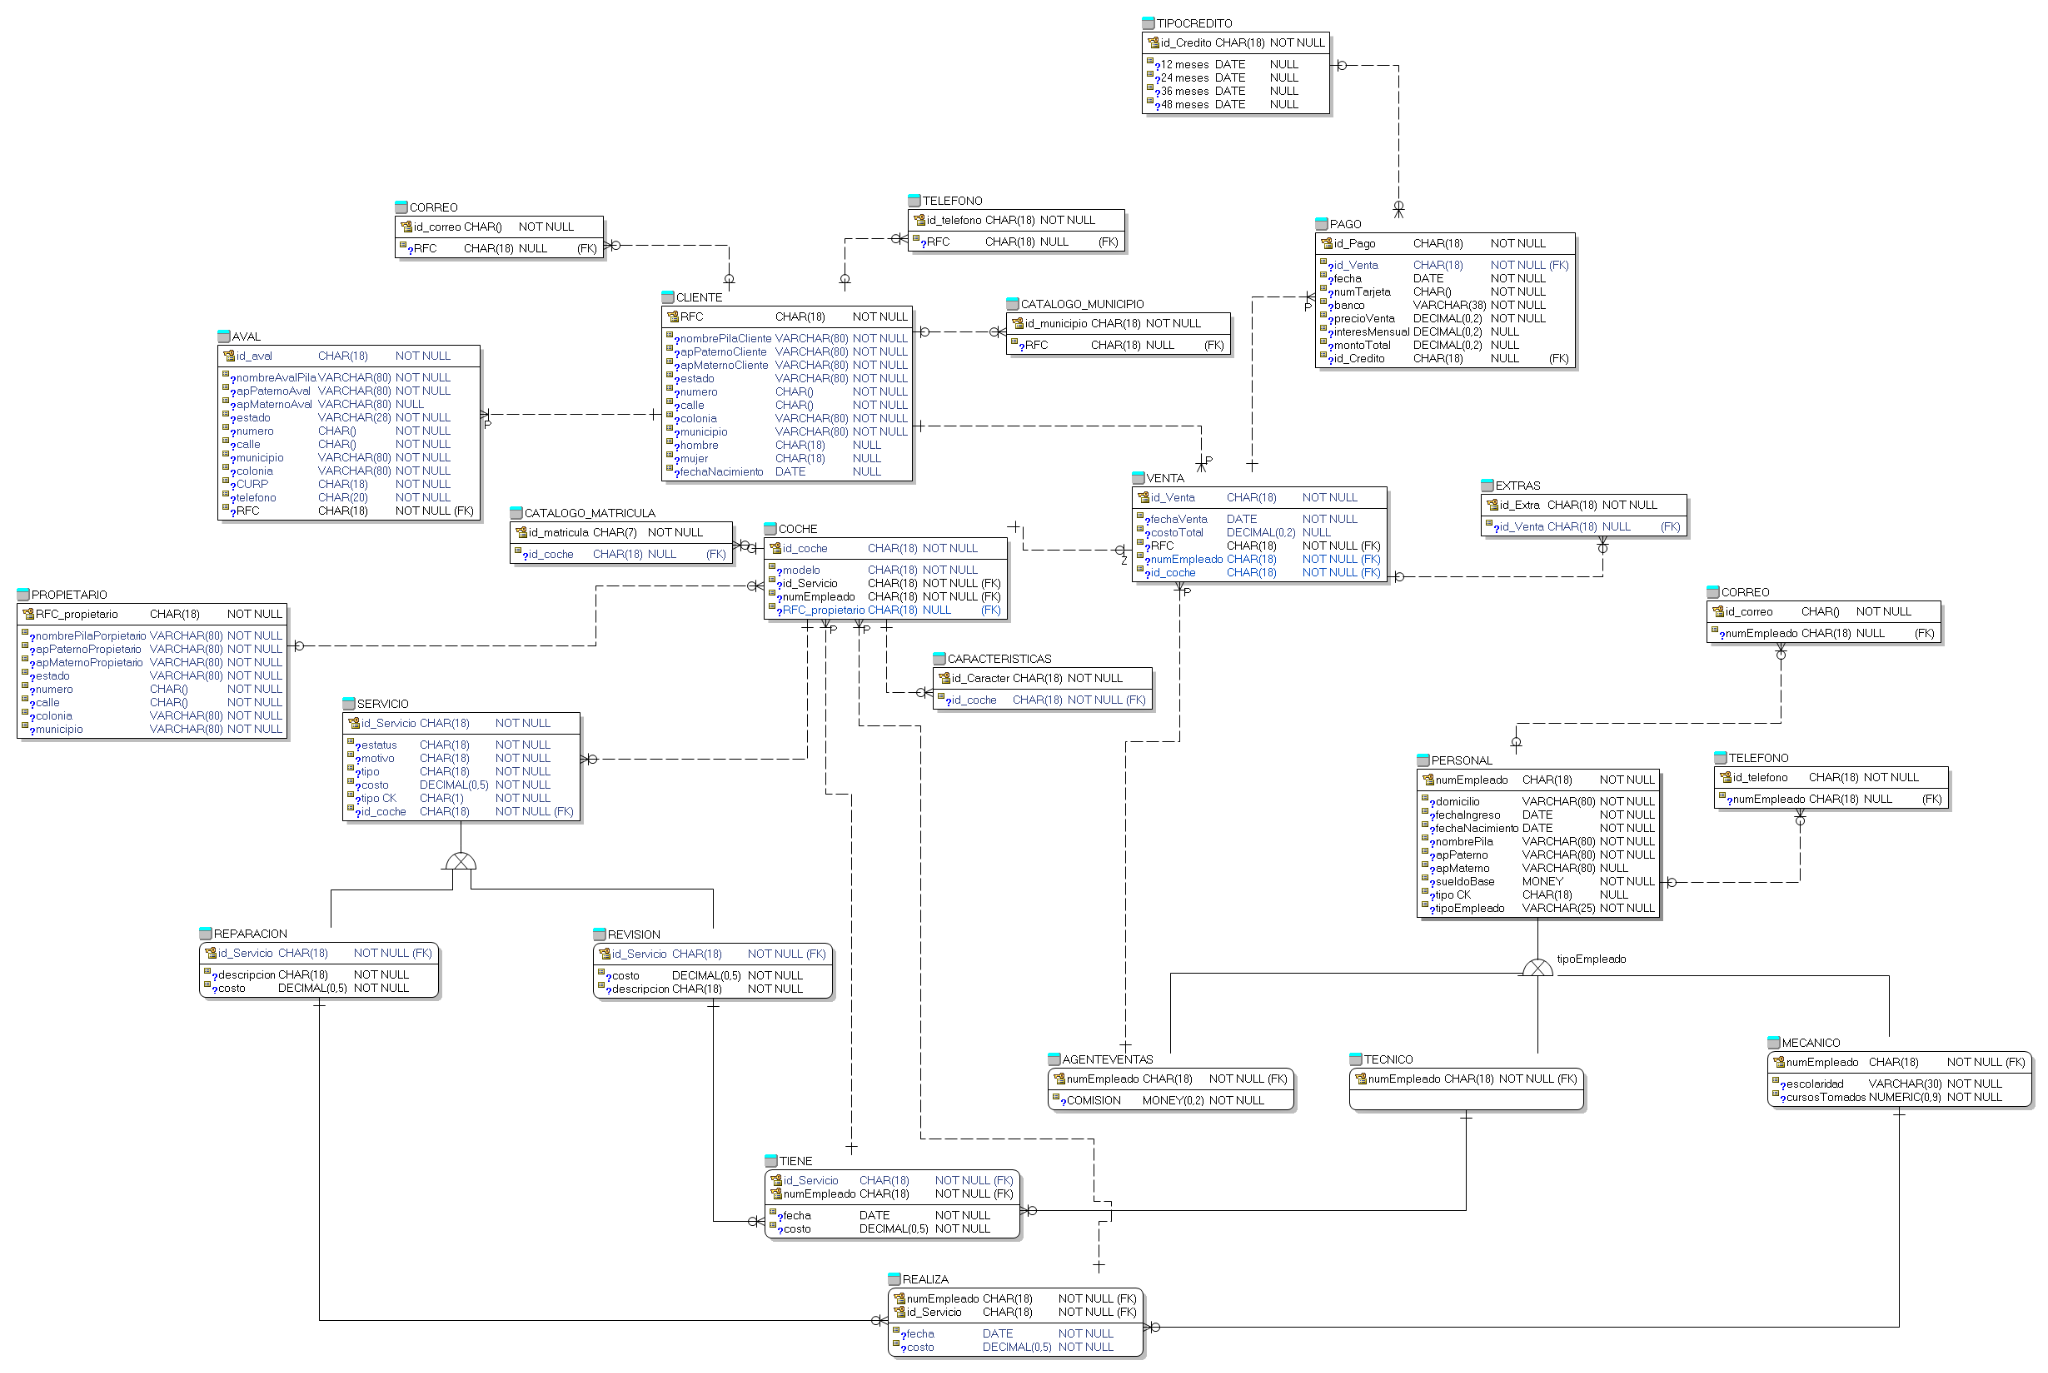 TIPOCREDITO
id_Credito CHAR(18) NOT NULL
12 meses DATE NULL
24 meses DATE NULL
36 meses DATE NULL
48 meses DATE NULL
CORREO
id_correo CHAR() NOT NULL
RFC CHAR(18) NULL (FK)
TELEFONO
id_telefono CHAR(18) NOT NULL
RFC CHAR(18) NULL (FK)
PAGO
id_Pago CHAR(18) NOT NULL
id_Venta CHAR(18) NOT NULL (FK)
fecha DATE NOT NULL
numTarjeta CHAR() NOT NULL
banco VARCHAR(38) NOT NULL
precioVenta DECIMAL(0,2) NOT NULL
interesMensual DECIMAL(0,2) NULL
montoTotal DECIMAL(0,2) NULL
id_Credito CHAR(18) NULL (FK)
P
CLIENTE
RFC CHAR(18) NOT NULL
nombrePilaCliente VARCHAR(80) NOT NULL
apPaternoCliente VARCHAR(80) NOT NULL
apMaternoCliente VARCHAR(80) NOT NULL
estado VARCHAR(80) NOT NULL
numero CHAR() NOT NULL
calle CHAR() NOT NULL
colonia VARCHAR(80) NOT NULL
municipio VARCHAR(80) NOT NULL
hombre CHAR(18) NULL
mujer CHAR(18) NULL
fechaNacimiento DATE NULL
CATALOGO_MUNICIPIO
id_municipio CHAR(18) NOT NULL
RFC CHAR(18) NULL (FK)
AVAL
id_aval CHAR(18) NOT NULL
nombreAvalPila VARCHAR(80) NOT NULL
apPaternoAval VARCHAR(80) NOT NULL
apMaternoAval VARCHAR(80) NULL
estado VARCHAR(28) NOT NULL
numero CHAR() NOT NULL
calle CHAR() NOT NULL
municipio VARCHAR(80) NOT NULL
colonia VARCHAR(80) NOT NULL
CURP CHAR(18) NOT NULL
telefono CHAR(20) NOT NULL
RFC CHAR(18) NOT NULL (FK)
P
P
VENTA
id_Venta CHAR(18) NOT NULL
fechaVenta DATE NOT NULL
costoTotal DECIMAL(0,2) NULL
RFC CHAR(18) NOT NULL (FK)
numEmpleado CHAR(18) NOT NULL (FK)
id_coche CHAR(18) NOT NULL (FK)
Z
P
EXTRAS
id_Extra CHAR(18) NOT NULL
id_Venta CHAR(18) NULL (FK)
CATALOGO_MATRICULA
id_matricula CHAR(7) NOT NULL
id_coche CHAR(18) NULL (FK)
COCHE
id_coche CHAR(18) NOT NULL
modelo CHAR(18) NOT NULL
id_Servicio CHAR(18) NOT NULL (FK)
numEmpleado CHAR(18) NOT NULL (FK)
RFC_propietario CHAR(18) NULL (FK)
P P
PROPIETARIO
RFC_propietario CHAR(18) NOT NULL
nombrePilaPorpietario VARCHAR(80) NOT NULL
apPaternoPropietario VARCHAR(80) NOT NULL
apMaternoPropietario VARCHAR(80) NOT NULL
estado VARCHAR(80) NOT NULL
numero CHAR() NOT NULL
calle CHAR() NOT NULL
colonia VARCHAR(80) NOT NULL
municipio VARCHAR(80) NOT NULL
CORREO
id_correo CHAR() NOT NULL
numEmpleado CHAR(18) NULL (FK)
CARACTERISTICAS
id_Caracter CHAR(18) NOT NULL
id_coche CHAR(18) NOT NULL (FK)
SERVICIO
id_Servicio CHAR(18) NOT NULL
estatus CHAR(18) NOT NULL
motivo CHAR(18) NOT NULL
tipo CHAR(18) NOT NULL
costo DECIMAL(0,5) NOT NULL
tipo CK CHAR(1) NOT NULL
id_coche CHAR(18) NOT NULL (FK)
PERSONAL
numEmpleado CHAR(18) NOT NULL
domicilio VARCHAR(80) NOT NULL
fechaIngreso DATE NOT NULL
fechaNacimiento DATE NOT NULL
nombrePila VARCHAR(80) NOT NULL
apPaterno VARCHAR(80) NOT NULL
apMaterno VARCHAR(80) NULL
sueldoBase MONEY NOT NULL
tipo CK CHAR(18) NULL
tipoEmpleado VARCHAR(25) NOT NULL
TELEFONO
id_telefono CHAR(18) NOT NULL
numEmpleado CHAR(18) NULL (FK)
tipoEmpleado
REPARACION
id_Servicio CHAR(18) NOT NULL (FK)
descripcion CHAR(18) NOT NULL
costo DECIMAL(0,5) NOT NULL
REVISION
id_Servicio CHAR(18) NOT NULL (FK)
costo DECIMAL(0,5) NOT NULL
descripcion CHAR(18) NOT NULL
AGENTEVENTAS
numEmpleado CHAR(18) NOT NULL (FK)
COMISION MONEY(0,2) NOT NULL
TECNICO
numEmpleado CHAR(18) NOT NULL (FK)
MECANICO
numEmpleado CHAR(18) NOT NULL (FK)
escolaridad VARCHAR(30) NOT NULL
cursosTomados NUMERIC(0,9) NOT NULL
TIENE
id_Servicio CHAR(18) NOT NULL (FK)
numEmpleado CHAR(18) NOT NULL (FK)
fecha DATE NOT NULL
costo DECIMAL(0,5) NOT NULL
REALIZA
numEmpleado CHAR(18) NOT NULL (FK)
id_Servicio CHAR(18) NOT NULL (FK)
fecha DATE NOT NULL
costo DECIMAL(0,5) NOT NULL